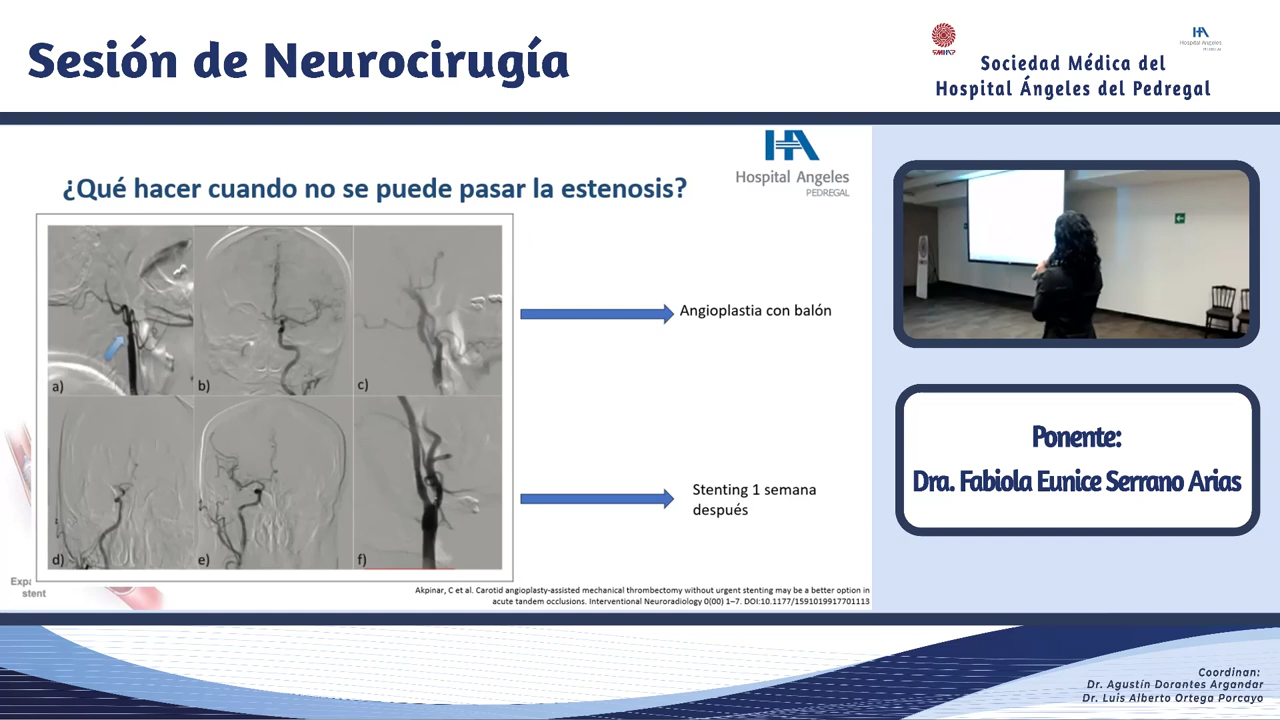 Sesión de Neurocirugía
Sociedad Médica del
Hospital Ángeles del Pedregal
HA
Hospital Angeles
PEDREGAL
¿Qué hacer cuando no se puede pasar la estenosis?
a)
b)
c)
Angioplastia con balón
d)
e)
f)
Stenting 1 semana
después
stent
Akpinar, C et al. Carotid angioplasty-assisted mechanical thrombectomy without urgent stenting may be a better option in
acute tandem occlusions. Interventional Neuroradiology 0(00) 1–7. DOI:10.1177/1591019917701113
Ponente:
Dra. Fabiola Eunice Serrano Arias
Coordinan:
Dr. Agustín Dorantes Argandar
Dr. Luis Alberto Ortega Porcayo